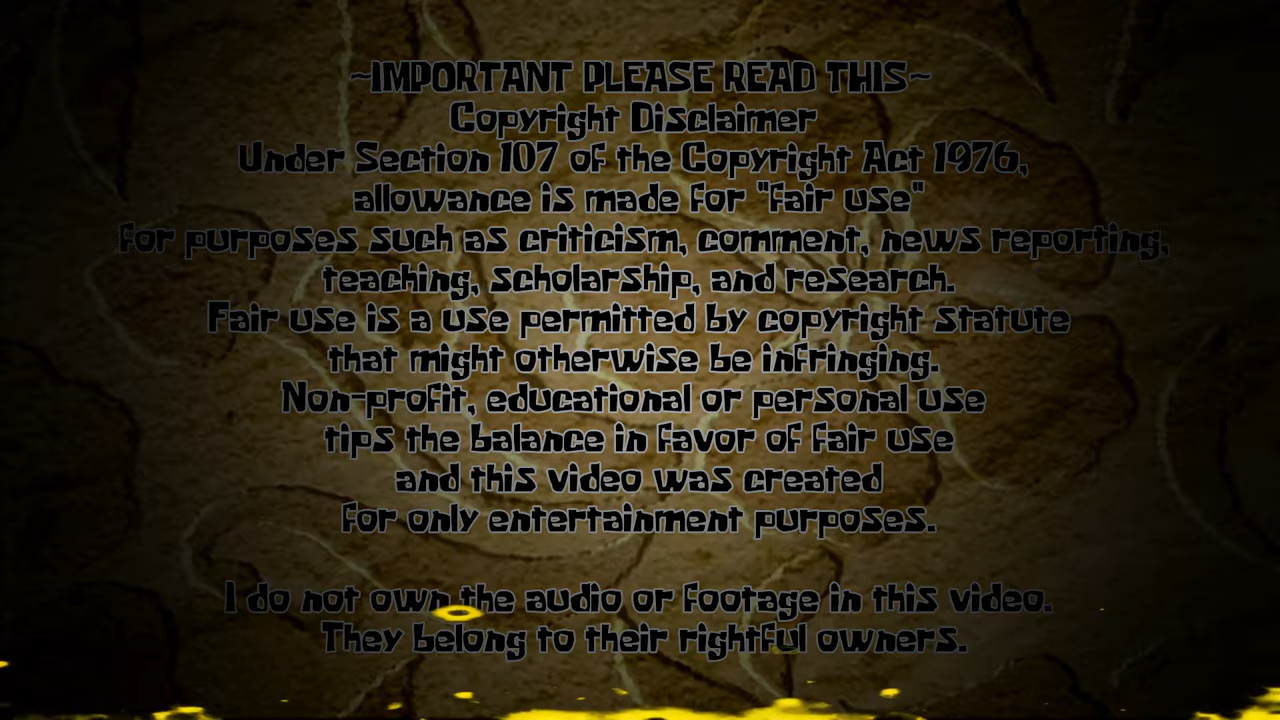 ~IMPORTANT PLEASE READ THIS~
Copyright Disclaimer
Under Section 107 of the Copyright Act 1976,
allowance is made for "fair use"
for purposes such as criticism, comment, news reporting,
teaching, scholarship, and research.
Fair use is a use permitted by copyright statute
that might otherwise be infringing.
Non-profit, educational or personal use
tips the balance in favor of fair use
and this video was created
for only entertainment purposes.
I do not own the audio or footage in this video.
They belong to their rightful owners.